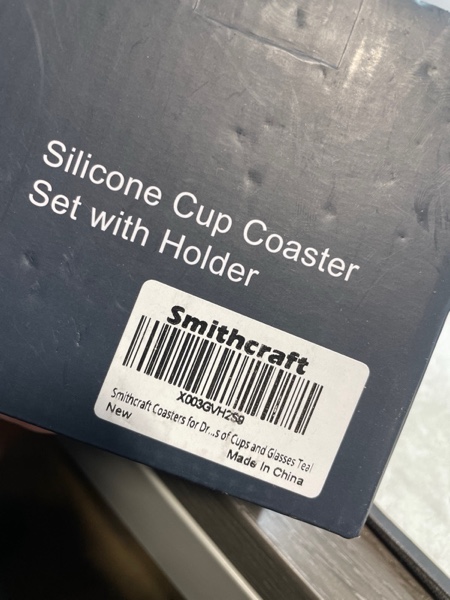 Silicone Cup Coaster
Set with Holder
Smithcraft
X003GVH2S9
Smithcraft Coasters for Dr...s of Cups and Glasses Teal
New
Made In China